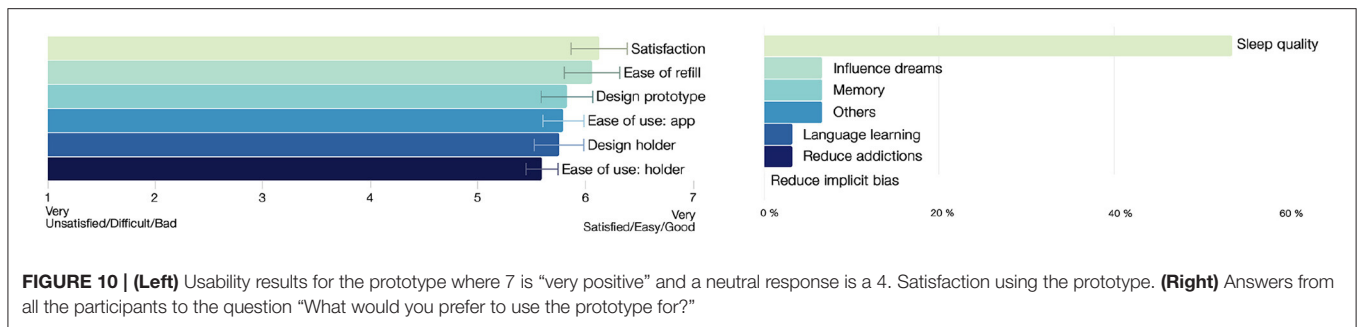 Satisfaction
Ease of refill
Design prototype
Ease of use: app
Design holder
Ease of use: holder
1 2 3 4 5 6 7
Very Very
Unsatisfied/Difficult/Bad Satisfied/Easy/Good
Sleep quality
Influence dreams
Memory
Others
Language learning
Reduce addictions
Reduce implicit bias
0 % 20 % 40 % 60 %
FIGURE 10 | (Left) Usability results for the prototype where 7 is “very positive” and a neutral response is a 4. Satisfaction using the prototype. (Right) Answers from
all the participants to the question “What would you prefer to use the prototype for?”